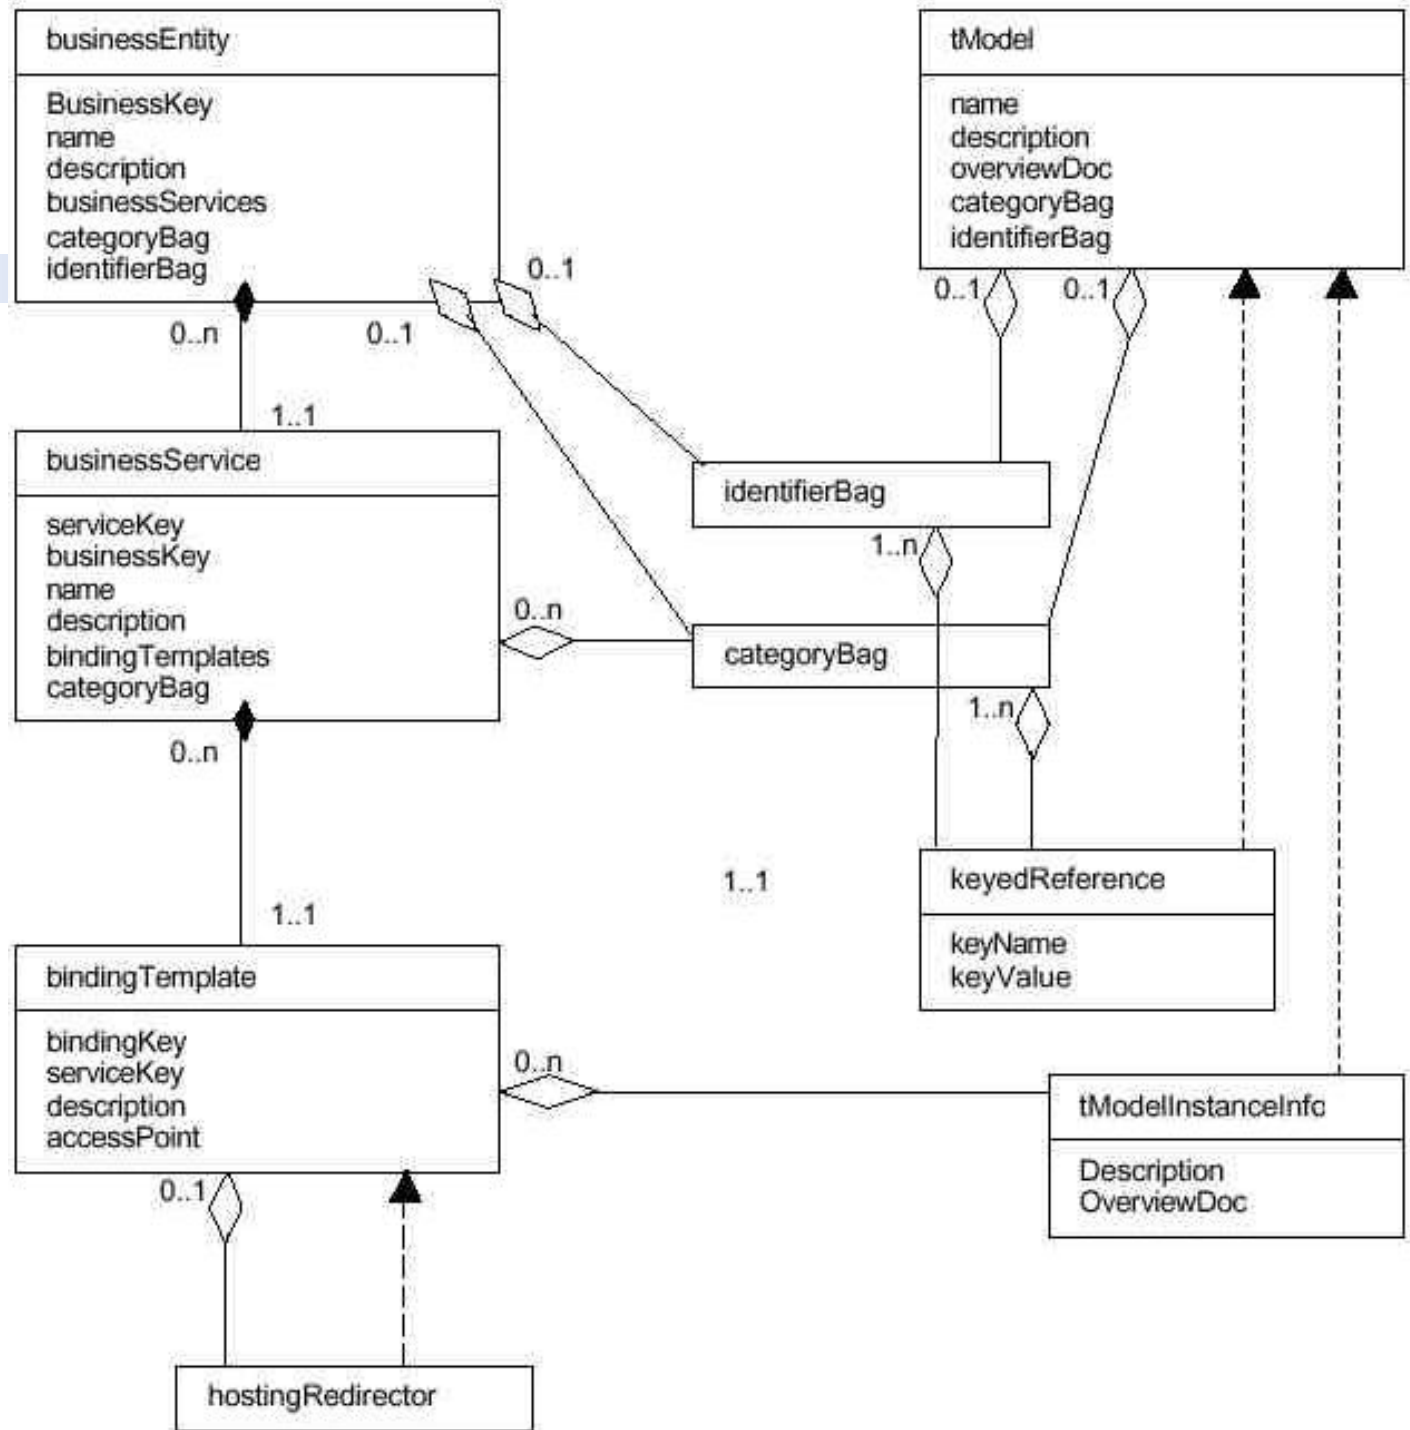 businessEntity
BusinessKey
name
description
businessServices
categoryBag
identifierBag
0..n
0..1
0..1
1..1
tModel
name
description
overviewDoc
categoryBag
identifierBag
0..1
0..1
businessService
serviceKey
businessKey
name
description
bindingTemplates
categoryBag
0..n
0..n
1..1
identifierBag
1..n
categoryBag
1..n
1..1
keyedReference
keyName
keyValue
bindingTemplate
bindingKey
serviceKey
description
accessPoint
0..n
0..1
tModelInstanceInfo
Description
OverviewDoc
hostingRedirector